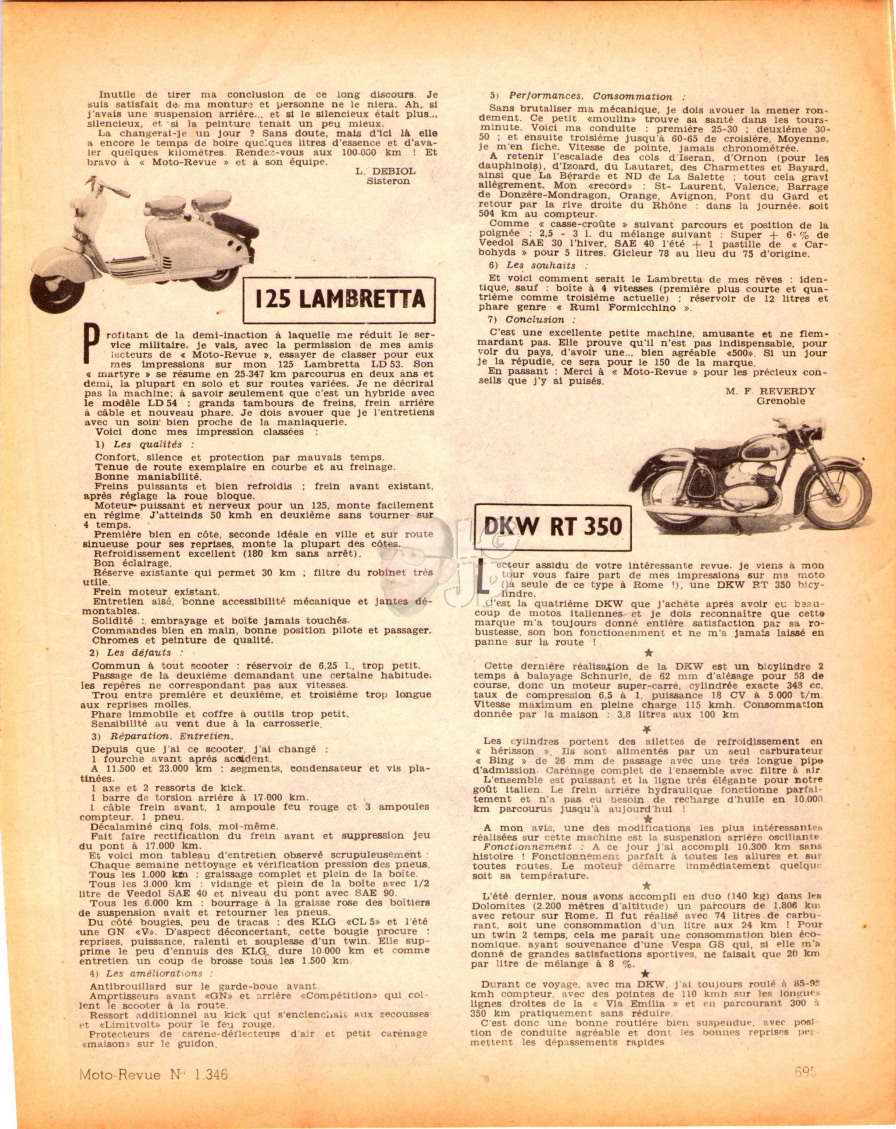 Inutile de tirer ma conclusion de ce long discours. Je
suis satisfait de ma monture et personne ne le niera. Ah, si
j'avais une suspension arrière... et si le silencieux était plus...
silencieux, et si la peinture tenait un peu mieux.
La changerai-je un jour ? Sans doute, mais d'ici là elle
a encore le temps de boire quelques litres d'essence et d'ava-
ler quelques kilomètres. Rendez-vous aux 100.000 km ! Et
bravo à « Moto-Revue » et à son équipe.
L. DEBIOL
Sisteron
125 LAMBRETTA
Profitant de la demi-inaction à laquelle me réduit le ser-
vice militaire, je vais, avec la permission de mes amis
lecteurs de « Moto-Revue », essayer de classer pour eux
mes impressions sur mon 125 Lambretta LD 53. Son
« martyre » se résume en 25.347 km parcourus en deux ans et
demi, la plupart en solo et sur routes variées. Je ne décrirai
pas la machine; à savoir seulement que c'est un hybride avec
le modèle LD 54 : grands tambours de freins, frein arrière
à câble et nouveau phare. Je dois avouer que je l'entretiens
avec un soin bien proche de la maniaquerie.
Voici donc mes impression classées :
1) Les qualités :
Confort, silence et protection par mauvais temps.
Tenue de route exemplaire en courbe et au freinage.
Bonne maniabilité.
Freins puissants et bien refroidis ; frein avant existant,
après réglage la roue bloque.
Moteur puissant et nerveux pour un 125, monte facilement
en régime. J'atteinds 50 kmh en deuxième sans tourner sur
4 temps.
Première bien en côte, seconde idéale en ville et sur route
sinueuse pour ses reprises, monte la plupart des côtes.
Refroidissement excellent (180 km sans arrêt).
Bon éclairage.
Réserve existante qui permet 30 km ; filtre du robinet très
utile.
Frein moteur existant.
Entretien aisé, bonne accessibilité mécanique et jantes dé-
montables.
Solidité : embrayage et boîte jamais touchés.
Commandes bien en main, bonne position pilote et passager.
Chromes et peinture de qualité.
2) Les défauts :
Commun à tout scooter : réservoir de 6,25 l., trop petit.
Passage de la deuxième demandant une certaine habitude,
les repères ne correspondant pas aux vitesses.
Trou entre première et deuxième, et troisième trop longue
aux reprises molles.
Phare immobile et coffre à outils trop petit.
Sensibilité au vent due à la carrosserie.
3) Réparation. Entretien.
Depuis que j'ai ce scooter, j'ai changé :
1 fourche avant après accident.
A 11.500 et 23.000 km : segments, condensateur et vis pla-
tinées.
1 axe et 2 ressorts de kick.
1 barre de torsion arrière à 17.000 km.
1 câble frein avant, 1 ampoule feu rouge et 3 ampoules
compteur. 1 pneu.
Décalaminé cinq fois, moi-même.
Fait faire rectification du frein avant et suppression jeu
du pont à 17.000 km.
Et voici mon tableau d'entretien observé scrupuleusement :
Chaque semaine nettoyage et vérification pression des pneus.
Tous les 1.000 km : graissage complet et plein de la boîte.
Tous les 3.000 km : vidange et plein de la boîte avec 1/2
litre de Veedol SAE 40 et niveau du pont avec SAE 90.
Tous les 6.000 km : bourrage à la graisse rose des boîtiers
de suspension avait et retourner les pneus.
Du côté bougies, peu de tracas : des KLG «CL 5» et l'été
une GN «V». D'aspect déconcertant, cette bougie procure :
reprises, puissance, ralenti et souplesse d'un twin. Elle sup-
prime le peu d'ennuis des KLG, dure 10.000 km et comme
entretien un coup de brosse tous les 1.500 km.
4) Les améliorations :
Antibrouillard sur le garde-boue avant.
Amortisseurs avant «GN» et arrière «Compétition» qui col-
lent le scooter à la route.
Ressort additionnel au kick qui s'enclenchait aux secousses
et «Limitvolt» pour le feu rouge.
Protecteurs de carène-déflecteurs d'air et petit carénage
«maison» sur le guidon.
5) Performances. Consommation :
Sans brutaliser ma mécanique, je dois avouer la mener ron-
dement. Ce petit «moulin» trouve sa santé dans les tours-
minute. Voici ma conduite : première 25-30 ; deuxième 30-
50 ; et ensuite troisième jusqu'à 60-65 de croisière. Moyenne,
je m'en fiche. Vitesse de pointe, jamais chronométrée.
A retenir l'escalade des cols d'Iseran, d'Ornon (pour les
dauphinois), d'Izoard, du Lautaret, des Charmettes et Bayard,
ainsi que La Bérarde et ND de La Salette ; tout cela gravi
allégrement. Mon «record» : St- Laurent, Valence, Barrage
de Donzère-Mondragon, Orange, Avignon, Pont du Gard et
retour par la rive droite du Rhône : dans la journée, soit
504 km au compteur.
Comme « casse-croûte » suivant parcours et position de la
poignée : 2,5 - 3 l. du mélange suivant : Super + 6 % de
Veedol SAE 30 l'hiver, SAE 40 l'été + 1 pastille de « Car-
bohyds » pour 5 litres. Gicleur 78 au lieu du 75 d'origine.
6) Les souhaits :
Et voici comment serait le Lambretta de mes rêves : iden-
tique, sauf : boîte à 4 vitesses (première plus courte et qua-
trième comme troisième actuelle) ; réservoir de 12 litres et
phare genre « Rumi Formicchino ».
7) Conclusion :
C'est une excellente petite machine, amusante et ne flem-
mardant pas. Elle prouve qu'il n'est pas indispensable, pour
voir du pays, d'avoir une... bien agréable «500». Si un jour
je la répudie, ce sera pour le 150 de la marque.
En passant : Merci à « Moto-Revue » pour les précieux con-
seils que j'y ai puisés.
M. F. REVERDY
Grenoble
DKW RT 350
Lecteur assidu de votre intéressante revue, je viens à mon
tour vous faire part de mes impressions sur ma moto
(la seule de ce type à Rome !), une DKW RT 350 bicy-
lindre.
C'est la quatrième DKW que j'achète après avoir eu beau-
coup de motos italiennes et je dois reconnaître que cette
marque m'a toujours donné entière satisfaction par sa ro-
bustesse, son bon fonctionenment et ne m'a jamais laissé en
panne sur la route !
★
Cette dernière réalisation de la DKW est un bicylindre 2
temps à balayage Schnurle, de 62 mm d'alésage pour 58 de
course, donc un moteur super-carré, cylindrée exacte 348 cc,
taux de compression 6,5 à 1, puissance 18 CV à 5.000 t/m.
Vitesse maximum en pleine charge 115 kmh. Consommation
donnée par la maison : 3,8 litres aux 100 km
★
Les cylindres portent des ailettes de refroidissement en
« hérisson ». Ils sont alimentés par un seul carburateur
« Bing » de 26 mm de passage avec une très longue pipe
d'admission. Carénage complet de l'ensemble avec filtre à air.
L'ensemble est puissant et la ligne très élégante pour notre
goût italien. Le frein arrière hydraulique fonctionne parfai-
tement et n'a pas eu besoin de recharge d'huile en 10.000
km parcourus jusqu'à aujourd'hui !
★
A mon avis, une des modifications les plus intéressantes
réalisées sur cette machine est la suspension arrière oscillante.
Fonctionnement : A ce jour j'ai accompli 10.300 km sans
histoire ! Fonctionnement parfait à toutes les allures et sur
toutes routes. Le moteur démarre immédiatement quelque
soit sa température.
★
L'été dernier, nous avons accompli en duo (140 kg) dans les
Dolomites (2.200 mètres d'altitude) un parcours de 1.806 km
avec retour sur Rome. Il fut réalisé avec 74 litres de carbu-
rant, soit une consommation d'un litre aux 24 km ! Pour
un twin 2 temps, cela me paraît une consommation bien éco-
nomique, ayant souvenance d'une Vespa GS qui, si elle m'a
donné de grandes satisfactions sportives, ne faisait que 20 km
par litre de mélange à 8 %.
★
Durant ce voyage, avec ma DKW, j'ai toujours roulé à 85-95
kmh compteur, avec des pointes de 110 kmh sur les longues
lignes droites de la « Via Emilia » et en parcourant 300 à
350 km pratiquement sans réduire.
C'est donc une bonne routière bien suspendue, avec posi-
tion de conduite agréable et dont les bonnes reprises per-
mettent les dépassements rapides
Moto-Revue N° 1.346
695